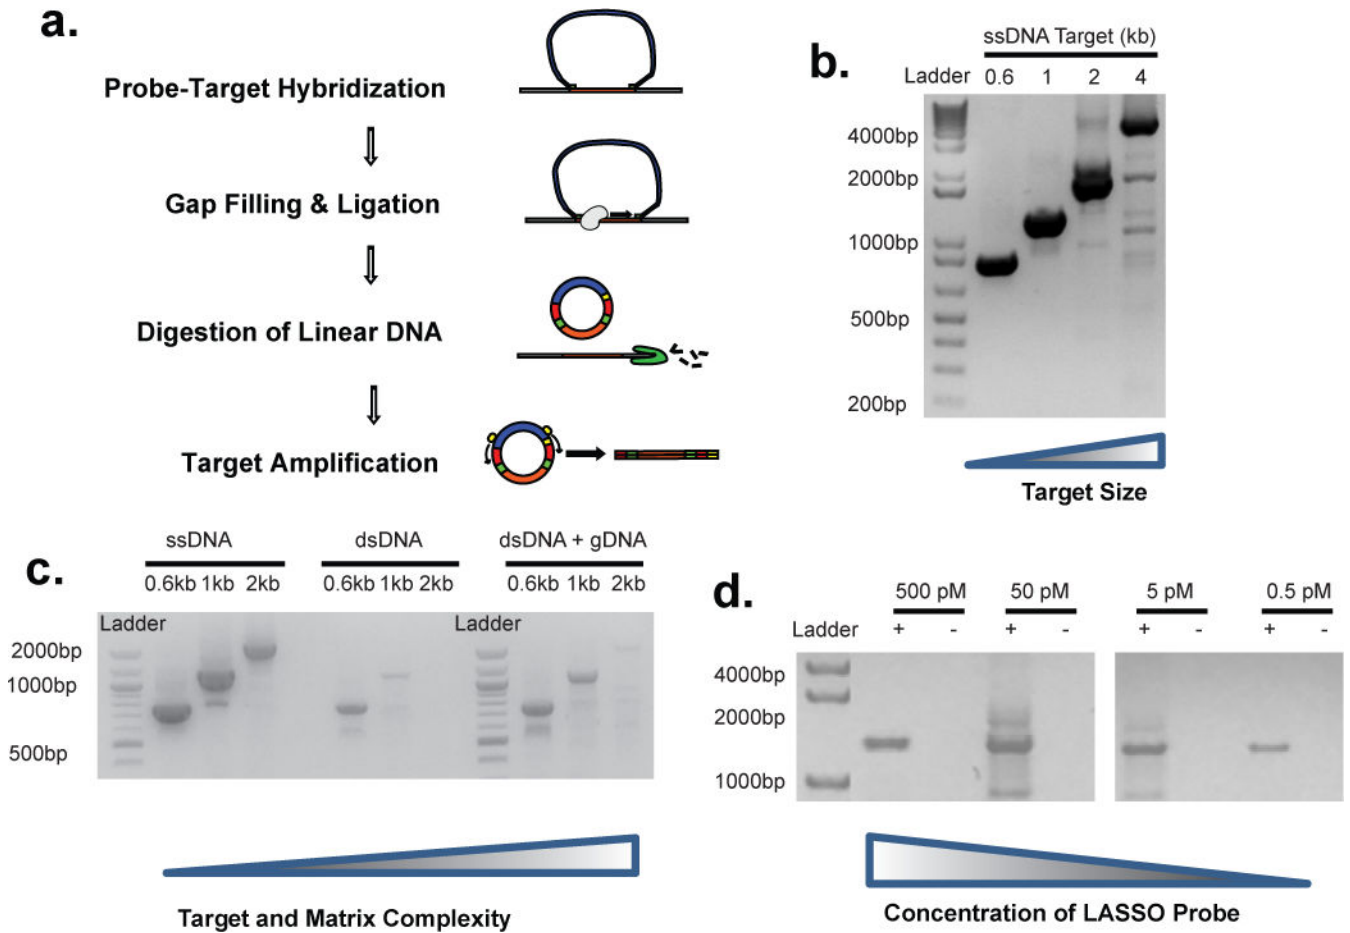 a.
Probe-Target Hybridization
Gap Filling & Ligation
Digestion of Linear DNA
Target Amplification
b.
ssDNA Target (kb)
Ladder 0.6 1 2 4
4000bp
2000bp
1000bp
500bp
200bp
Target Size
c.
ssDNA dsDNA dsDNA + gDNA
0.6kb 1kb 2kb 0.6kb 1kb 2kb 0.6kb 1kb 2kb
Ladder Ladder
2000bp
1000bp
500bp
Target and Matrix Complexity
d.
500 pM 50 pM 5 pM 0.5 pM
Ladder + - + - + - + -
4000bp
2000bp
1000bp
Concentration of LASSO Probe